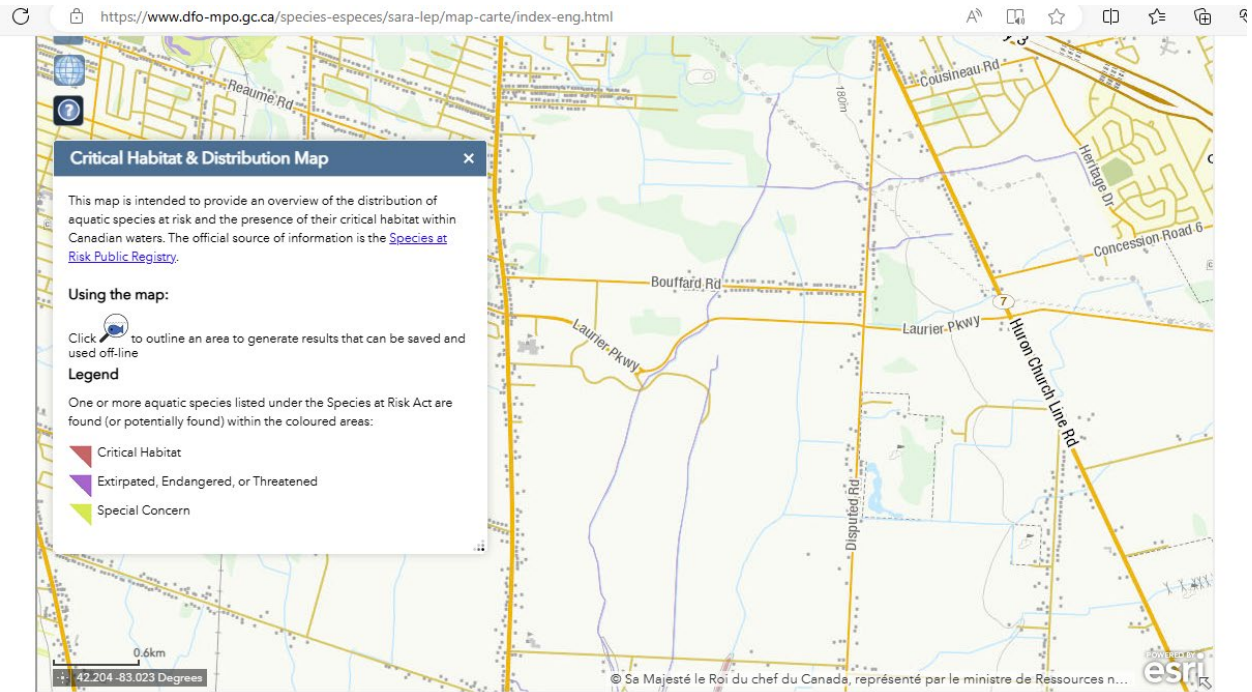 https://www.dfo-mpo.gc.ca/species-especes/sara-lep/map-carte/index-eng.html
Reaume Rd
?
Critical Habitat & Distribution Map
×
This map is intended to provide an overview of the distribution of
aquatic species at risk and the presence of their critical habitat within
Canadian waters. The official source of information is the Species at
Risk Public Registry.
Using the map:
Click to outline an area to generate results that can be saved and
used off-line
Legend
One or more aquatic species listed under the Species at Risk Act are
found (or potentially found) within the coloured areas:
Critical Habitat
Extirpated, Endangered, or Threatened
Special Concern
180m
Cousineau Rd
Heritage Dr
Concession Road 6
Bouffard Rd
7
Laurier Pkwy
Laurier Pkwy
Huron Church Line Rd
Disputed Rd
0.6km
42.204 -83.023 Degrees
© Sa Majesté le Roi du chef du Canada, représenté par le ministre de Ressources n...
POWERED BY
esri